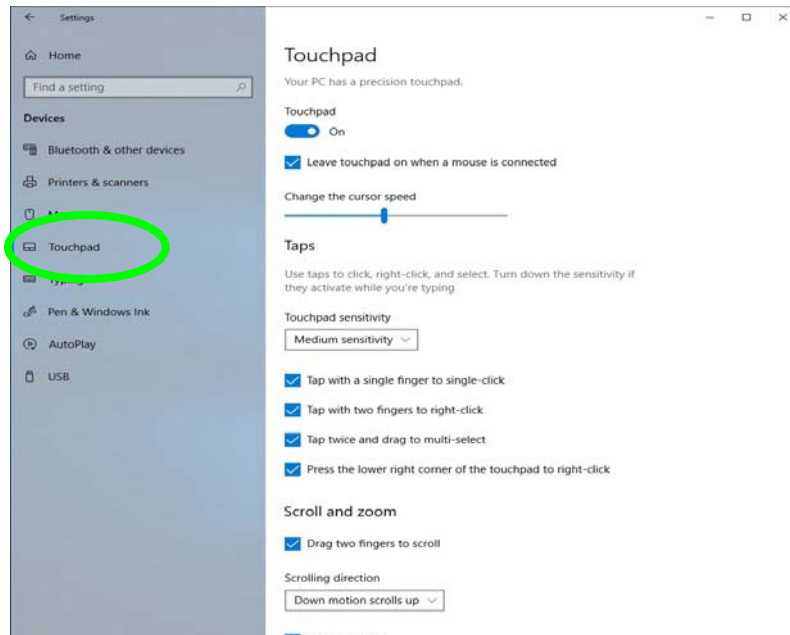 Settings
Home
Find a setting
Devices
Bluetooth & other devices
Printers & scanners
Touchpad
Typing
Pen & Windows Ink
AutoPlay
USB
Touchpad
Your PC has a precision touchpad.
Touchpad
On
Leave touchpad on when a mouse is connected
Change the cursor speed
Taps
Use taps to click, right-click, and select. Turn down the sensitivity if
they activate while you're typing
Touchpad sensitivity
Medium sensitivity
Tap with a single finger to single-click
Tap with two fingers to right-click
Tap twice and drag to multi-select
Press the lower right corner of the touchpad to right-click
Scroll and zoom
Drag two fingers to scroll
Scrolling direction
Down motion scrolls up